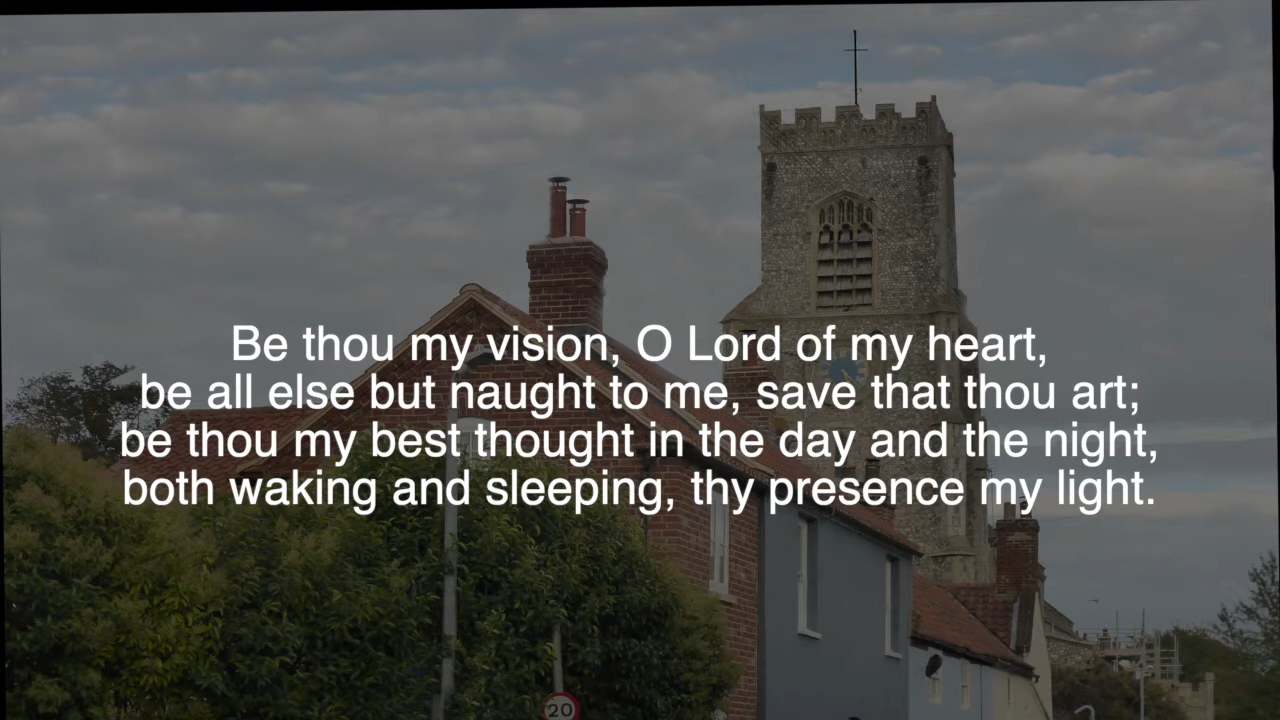 Be thou my vision, O Lord of my heart,
be all else but naught to me, save that thou art;
be thou my best thought in the day and the night,
both waking and sleeping, thy presence my light.
20